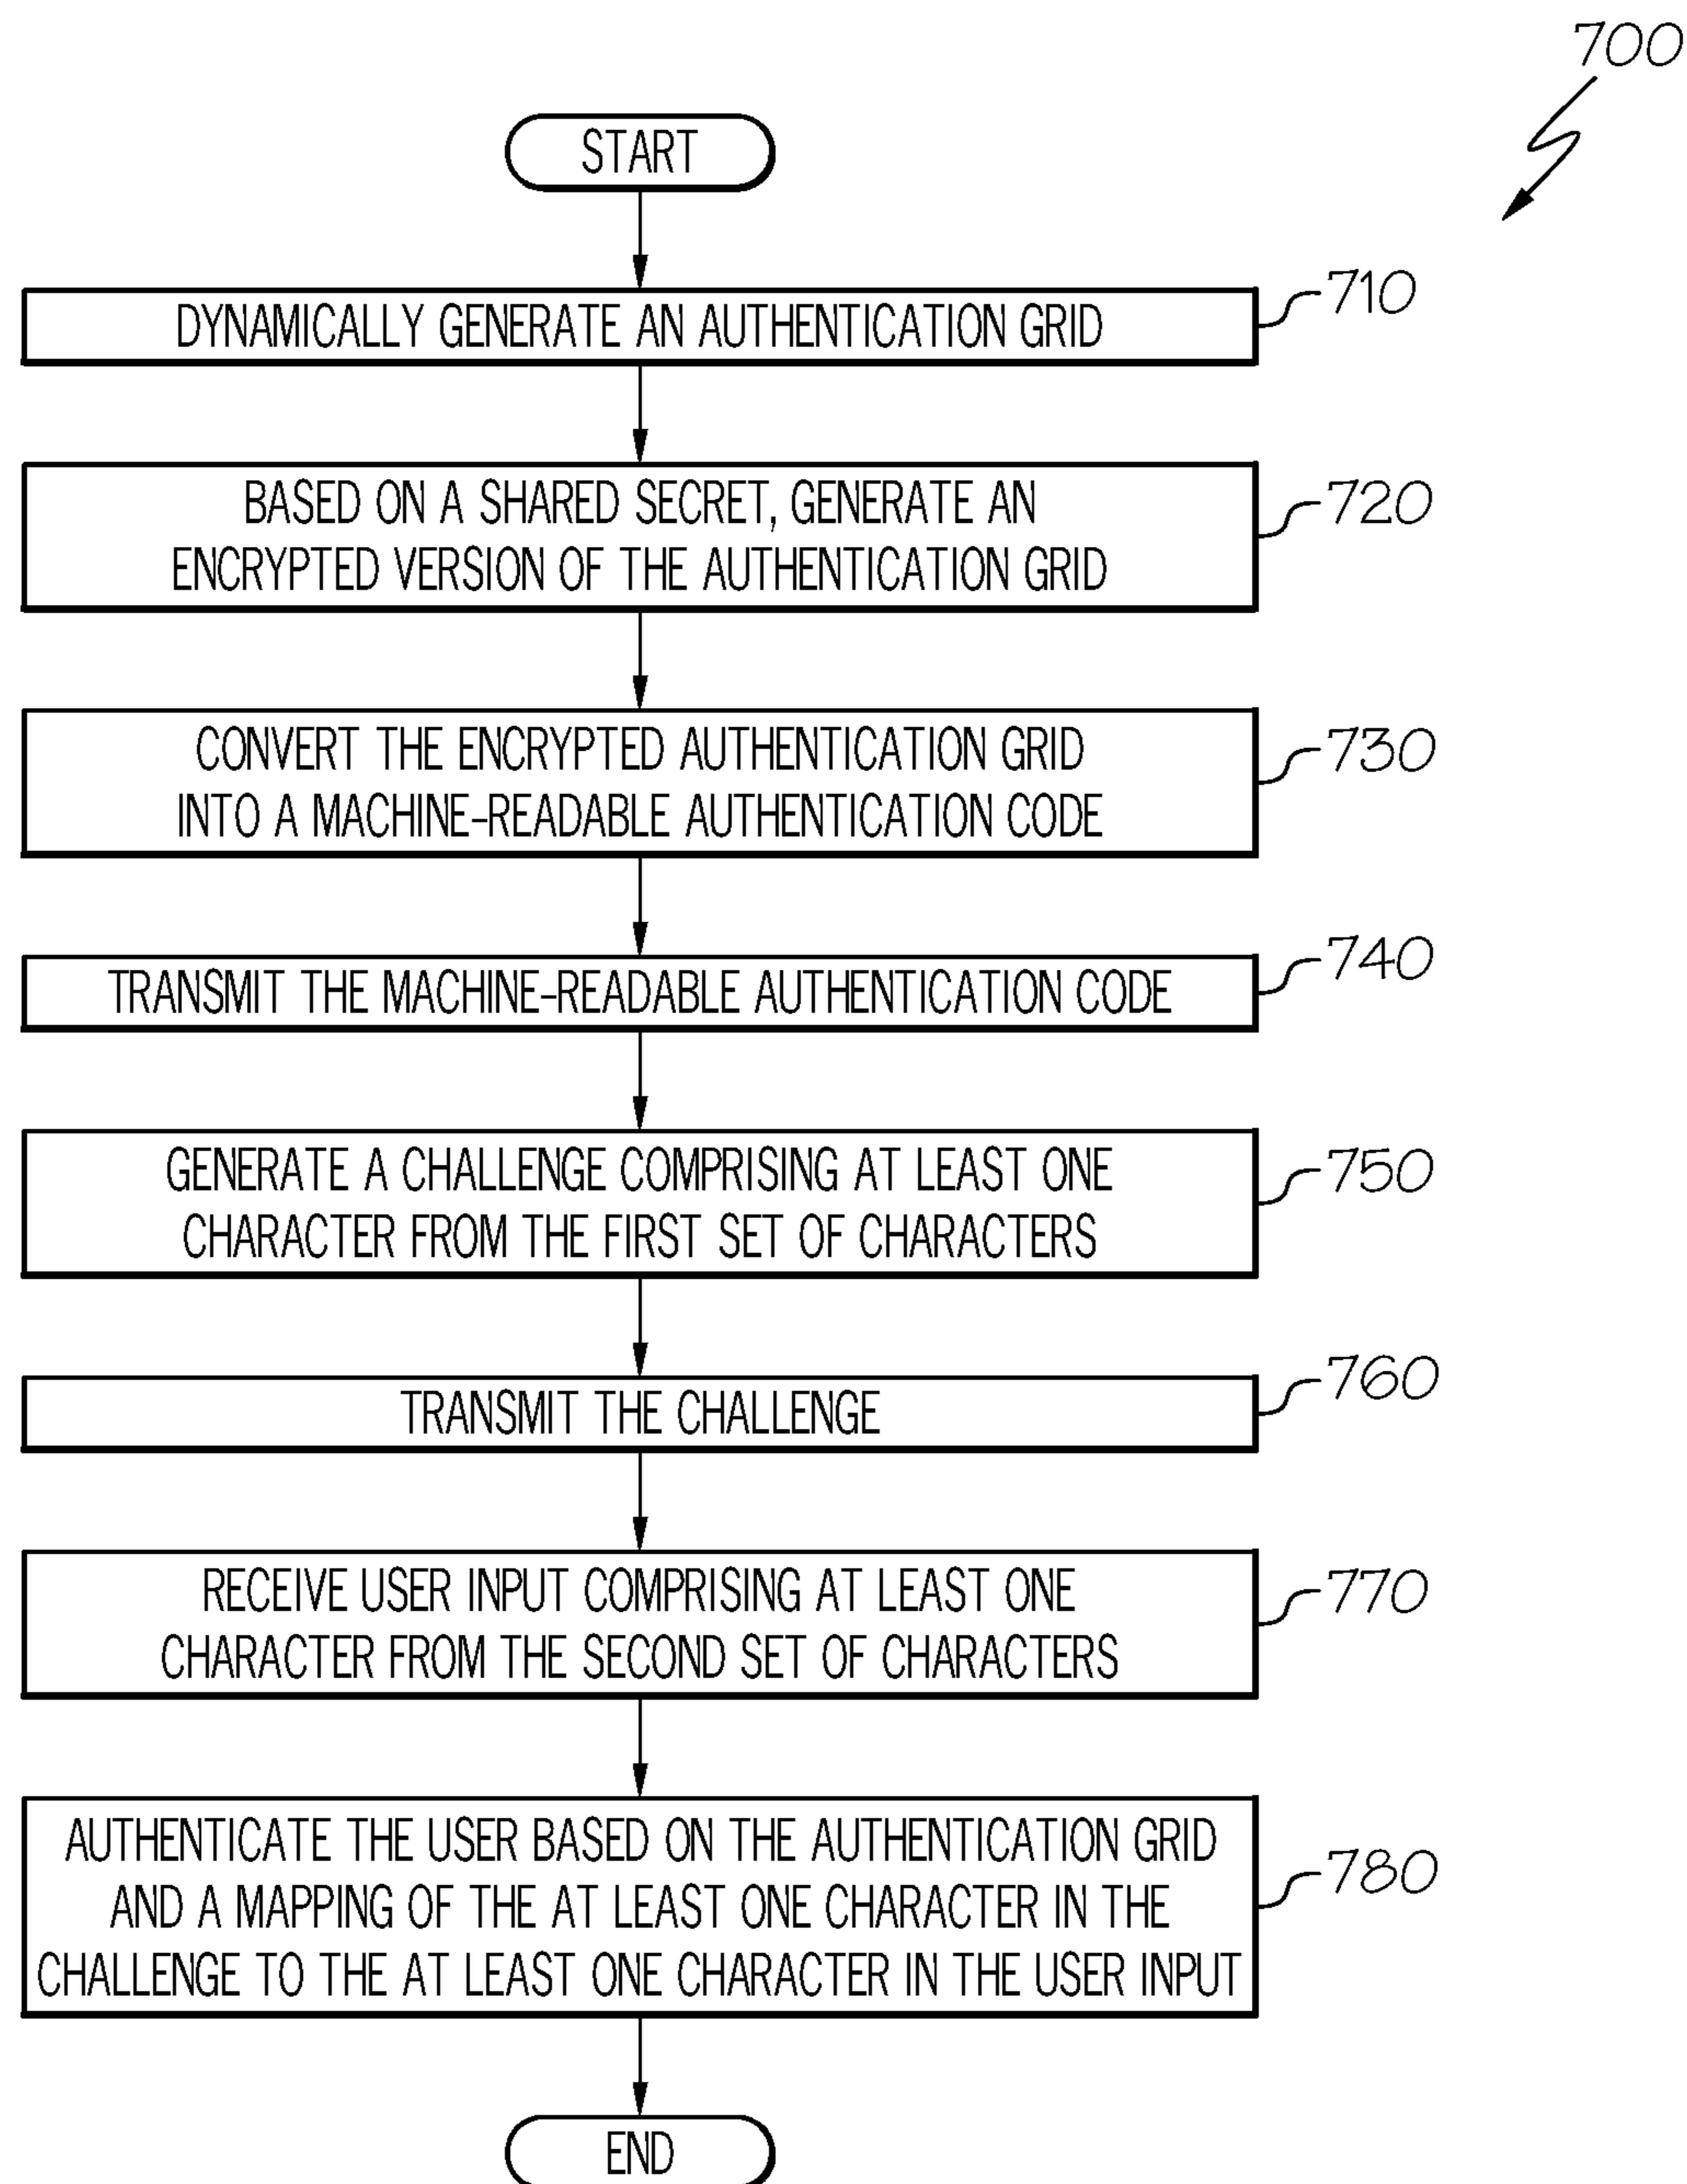 700
START
DYNAMICALLY GENERATE AN AUTHENTICATION GRID
710
BASED ON A SHARED SECRET, GENERATE AN
ENCRYPTED VERSION OF THE AUTHENTICATION GRID
720
CONVERT THE ENCRYPTED AUTHENTICATION GRID
INTO A MACHINE-READABLE AUTHENTICATION CODE
730
TRANSMIT THE MACHINE-READABLE AUTHENTICATION CODE
740
GENERATE A CHALLENGE COMPRISING AT LEAST ONE
CHARACTER FROM THE FIRST SET OF CHARACTERS
750
TRANSMIT THE CHALLENGE
760
RECEIVE USER INPUT COMPRISING AT LEAST ONE
CHARACTER FROM THE SECOND SET OF CHARACTERS
770
AUTHENTICATE THE USER BASED ON THE AUTHENTICATION GRID
AND A MAPPING OF THE AT LEAST ONE CHARACTER IN THE
CHALLENGE TO THE AT LEAST ONE CHARACTER IN THE USER INPUT
780
END